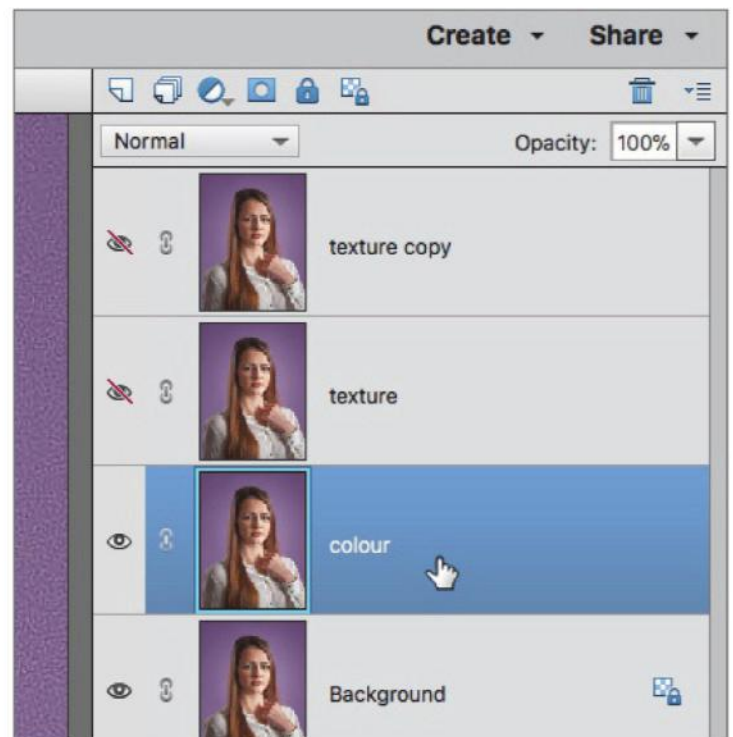 Create Share
Normal Opacity: 100%
texture copy
texture
colour
Background